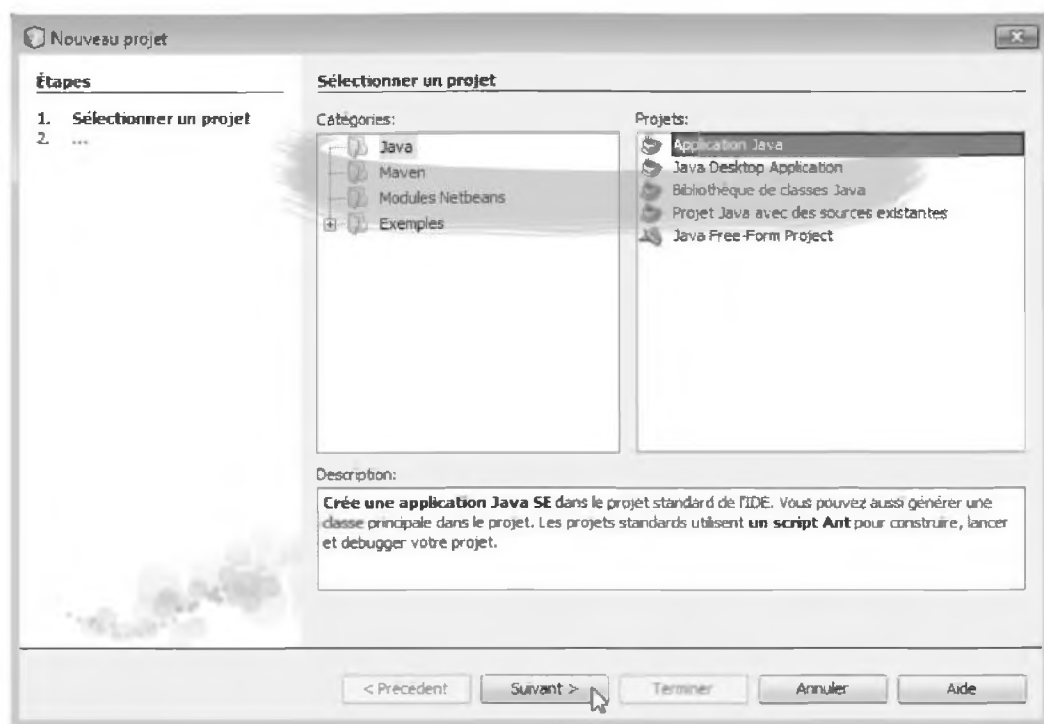 Nouveau projet
Étapes
1. Sélectionner un projet
2. ...
Sélectionner un projet
Catégories:
Java
Maven
Modules Netbeans
Exemples
Projets:
Application Java
Java Desktop Application
Bibliothèque de classes Java
Projet Java avec des sources existantes
Java Free-Form Project
Description:
Crée une application Java SE dans le projet standard de l'IDE. Vous pouvez aussi générer une
classe principale dans le projet. Les projets standards utilisent un script Ant pour construire, lancer
et debugger votre projet.
< Precedent
Suivant >
Terminer
Annuler
Aide